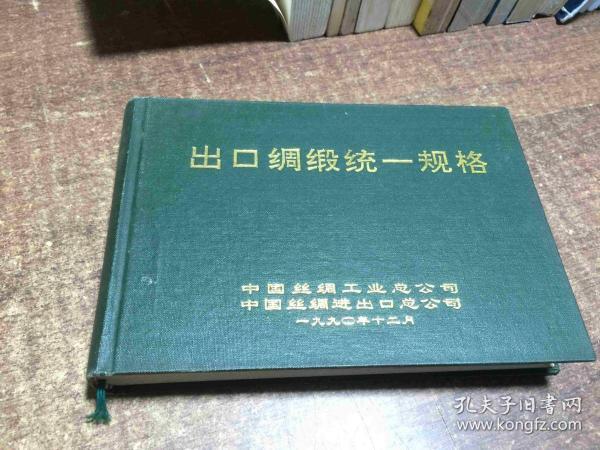 出口绸缎统一规格
中国丝绸工业总公司
中国丝绸进出口总公司
一九九〇年十二月
孔夫子旧书网
www.kongfz.com